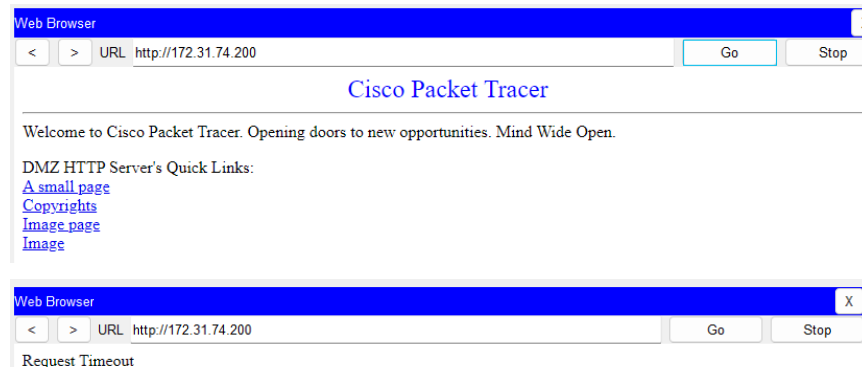 Web Browser
< > URL http://172.31.74.200 Go Stop
Cisco Packet Tracer
Welcome to Cisco Packet Tracer. Opening doors to new opportunities. Mind Wide Open.
DMZ HTTP Server's Quick Links:
A small page
Copyrights
Image page
Image
Web Browser X
< > URL http://172.31.74.200 Go Stop
Request Timeout